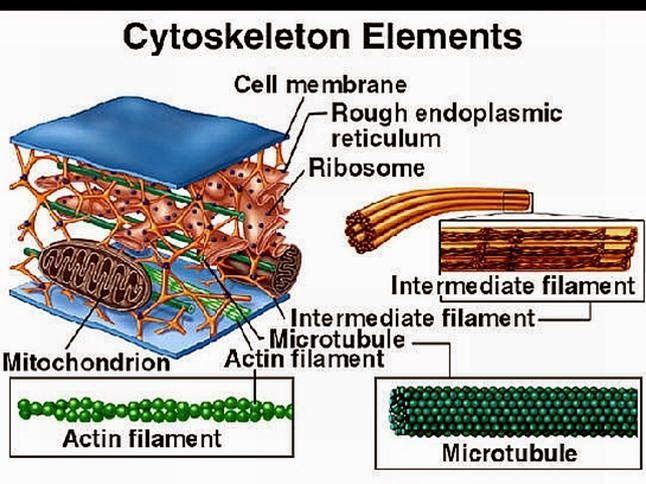 Cytoskeleton Elements
Cell membrane
Rough endoplasmic
reticulum
Ribosome
Intermediate filament
Intermediate filament
Microtubule
Mitochondrion
Actin filament
Actin filament
Microtubule